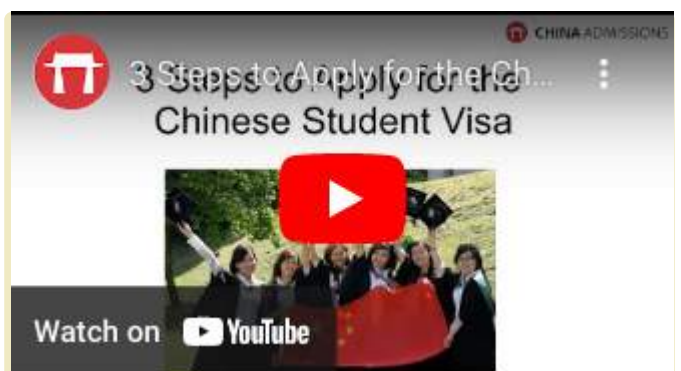 CHINA ADMISSIONS
3 Steps to Apply for the Ch...
3 Steps to Apply for the
Chinese Student Visa
Watch on YouTube